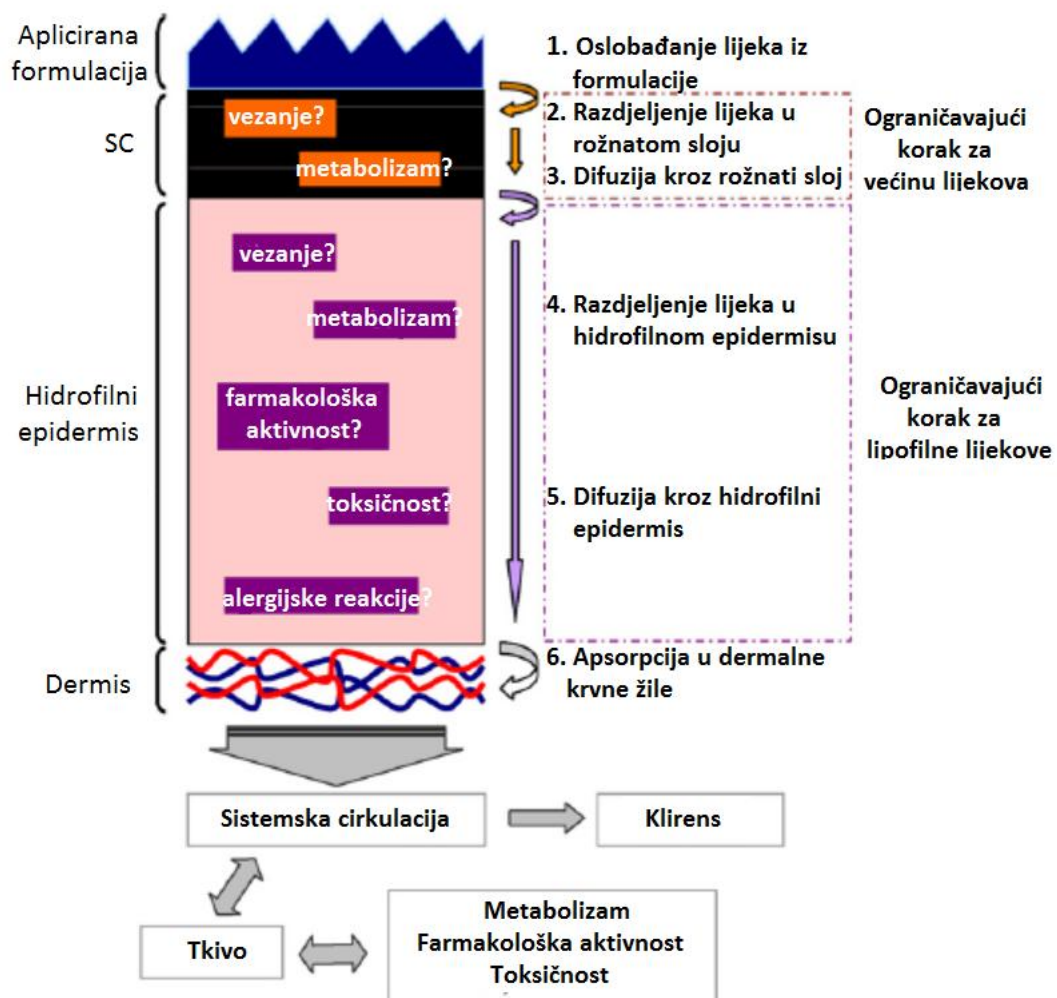 Aplicirana
formulacija
SC
Hidrofilni
epidermis
Dermis
vezanje?
metabolizam?
vezanje?
metabolizam?
farmakološka
aktivnost?
toksičnost?
alergijske reakcije?
1. Oslobađanje lijeka iz
formulacije
2. Razdjeljenje lijeka u
rožnatom sloju
3. Difuzija kroz rožnati sloj
4. Razdjeljenje lijeka u
hidrofilnom epidermisu
5. Difuzija kroz hidrofilni
epidermis
6. Apsorpcija u dermalne
krvne žile
Ograničavajući
korak za
većinu lijekova
Ograničavajući
korak za
lipofilne lijekove
Sistemska cirkulacija
Klirens
Tkivo
Metabolizam
Farmakološka aktivnost
Toksičnost